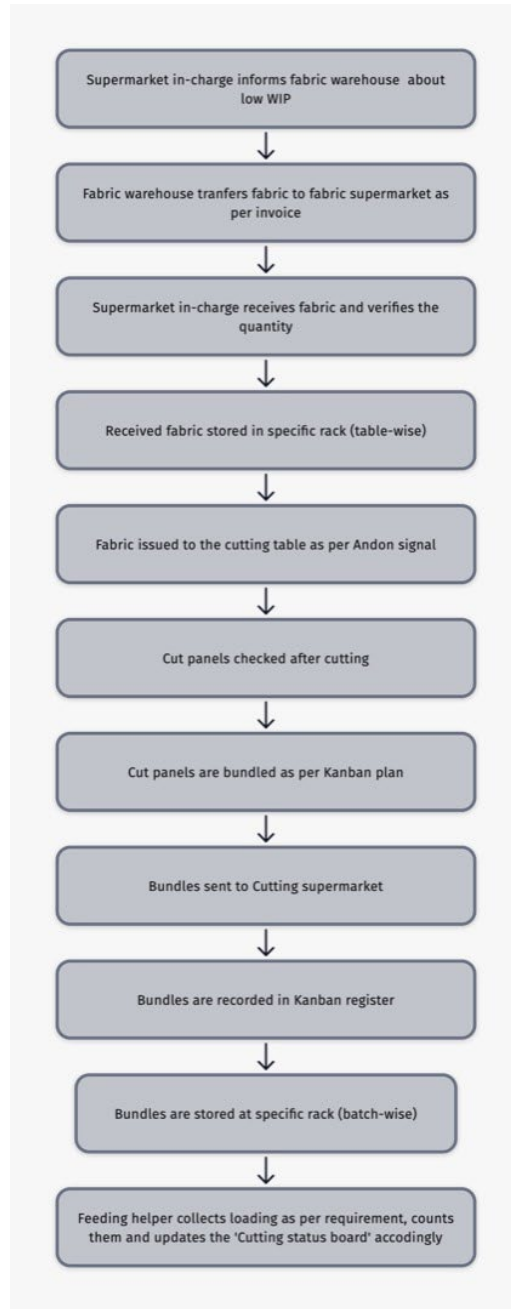 Supermarket in-charge informs fabric warehouse about
low WIP
Fabric warehouse tranfers fabric to fabric supermarket as
per invoice
Supermarket in-charge receives fabric and verifies the
quantity
Received fabric stored in specific rack (table-wise)
Fabric issued to the cutting table as per Andon signal
Cut panels checked after cutting
Cut panels are bundled as per Kanban plan
Bundles sent to Cutting supermarket
Bundles are recorded in Kanban register
Bundles are stored at specific rack (batch-wise)
Feeding helper collects loading as per requirement, counts
them and updates the 'Cutting status board' accodingly